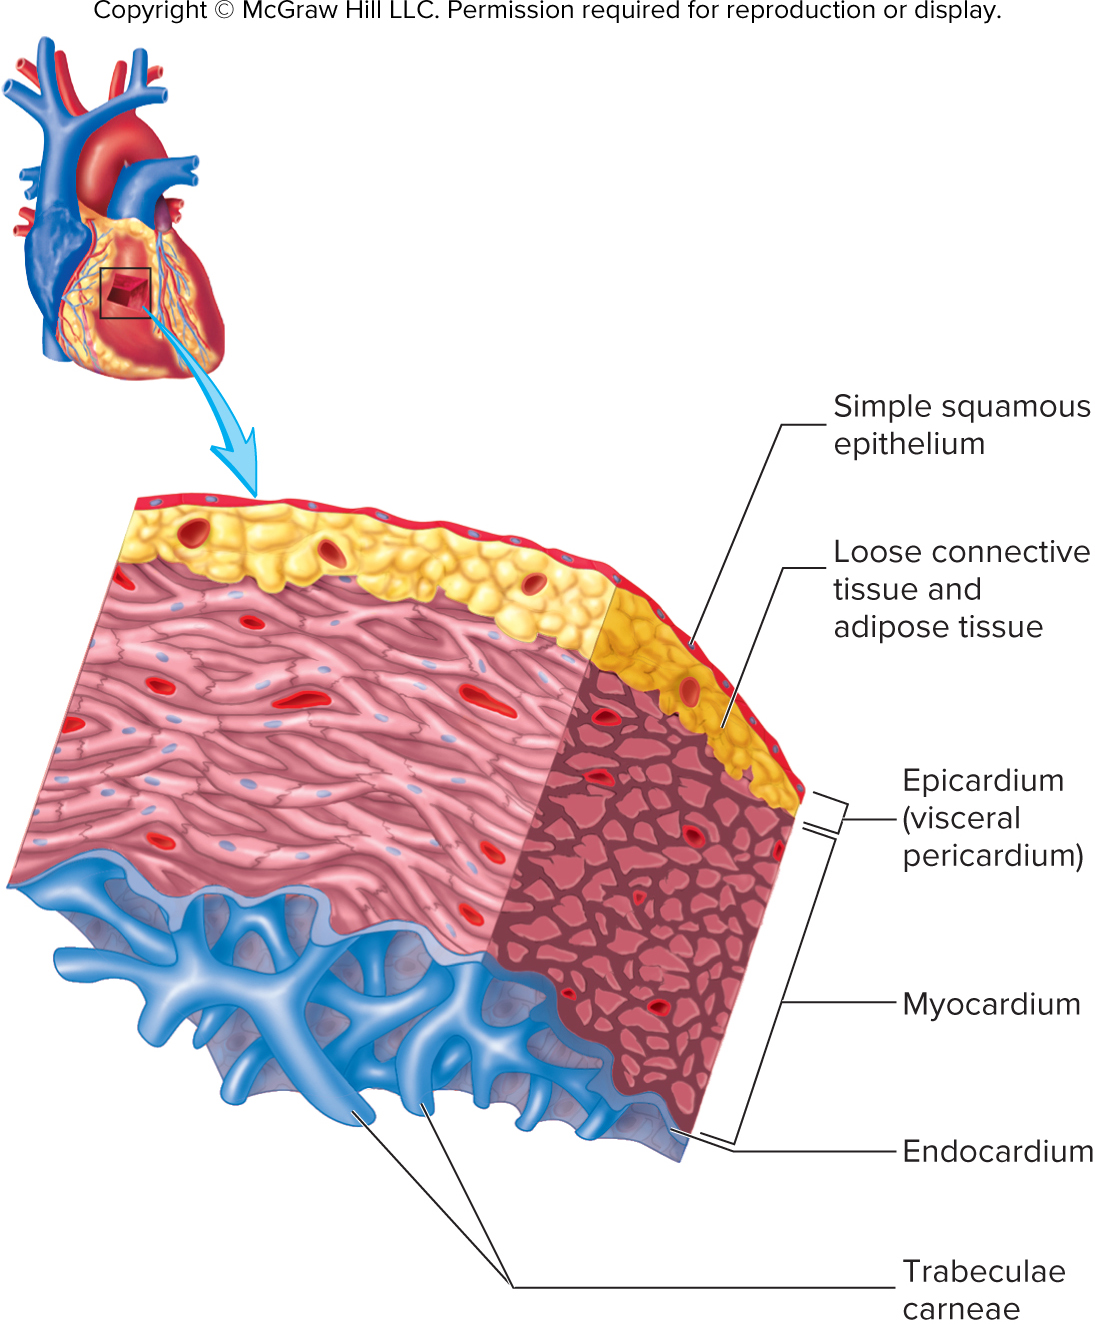 Copyright © McGraw Hill LLC. Permission required for reproduction or display.
Simple squamous
epithelium
Loose connective
tissue and
adipose tissue
Epicardium
(visceral
pericardium)
Myocardium
Endocardium
Trabeculae
carneae